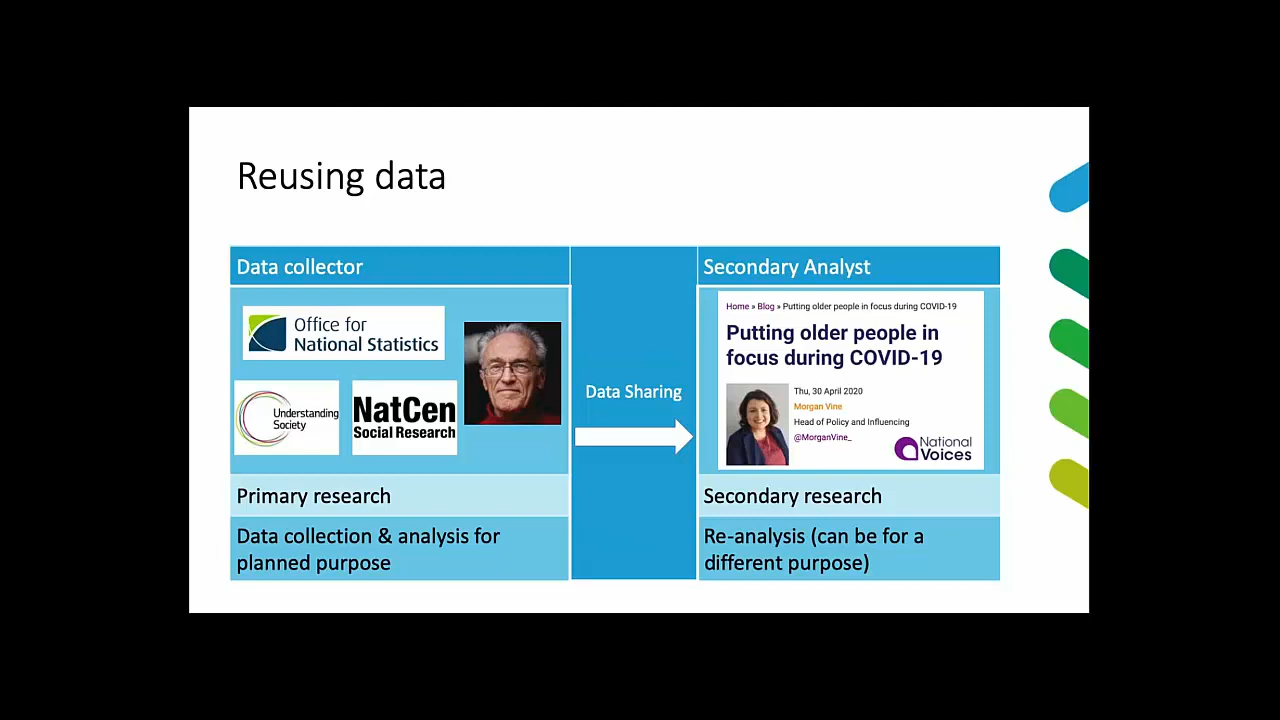 Reusing data
Data collector
Office for
National Statistics
Understanding
Society
NatCen
Social Research
Primary research
Data collection & analysis for
planned purpose
Data Sharing
Secondary Analyst
Home » Blog » Putting older people in focus during COVID-19
Putting older people in
focus during COVID-19
Thu, 30 April 2020
Morgan Vine
Head of Policy and Influencing
@MorganVine_
National
Voices
Secondary research
Re-analysis (can be for a
different purpose)